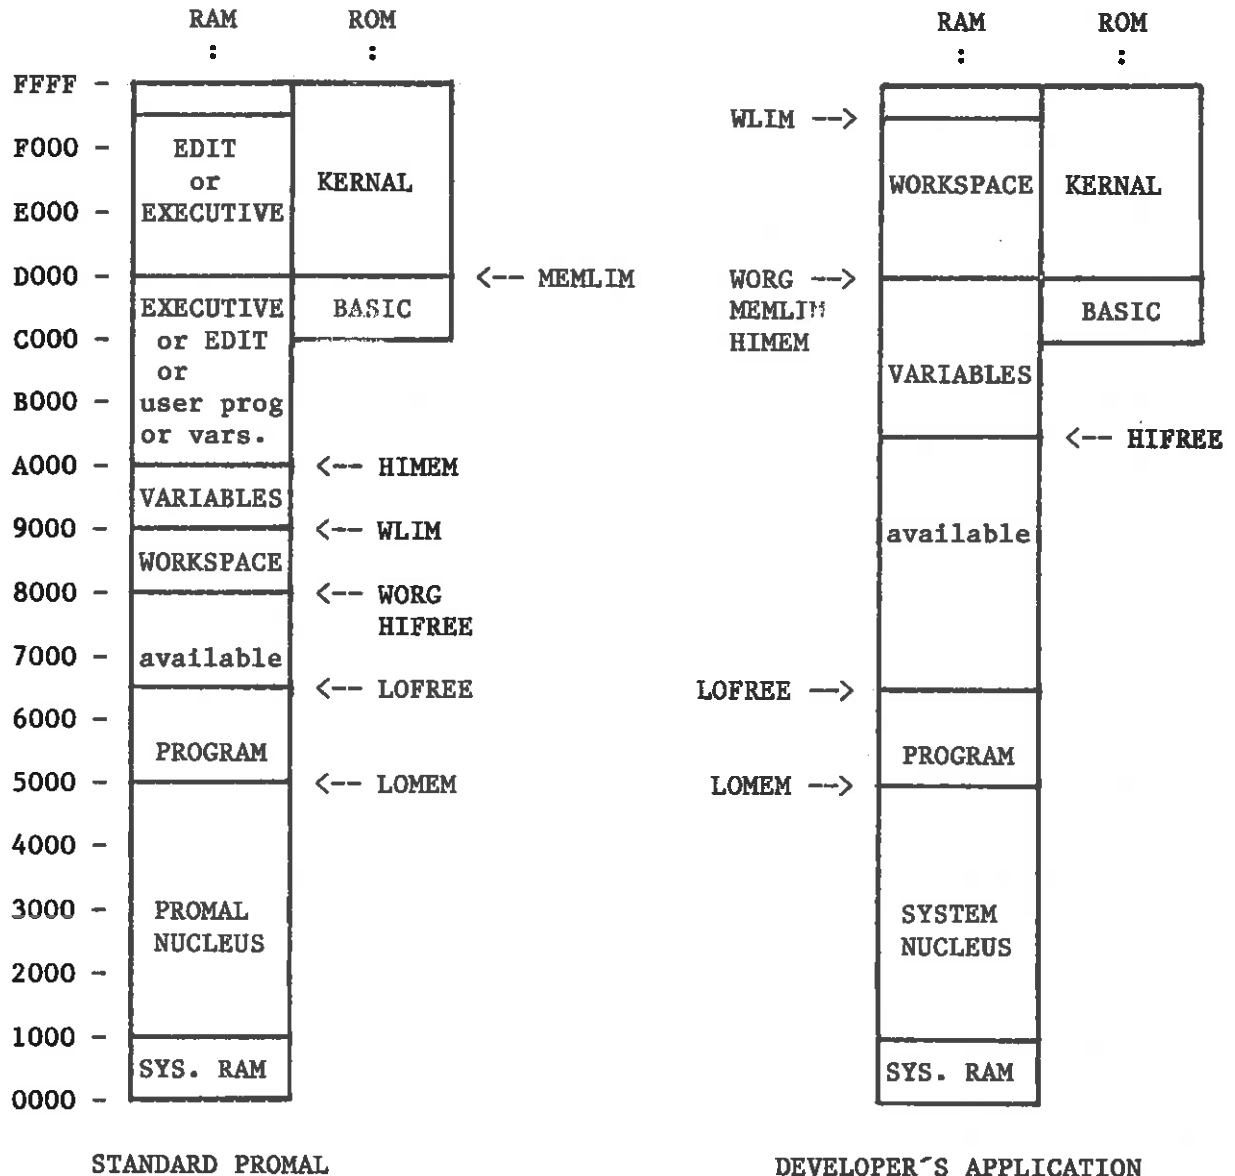 RAM ROM
: :
FFFF -
F000 -
E000 -
D000 -
C000 -
B000 -
A000 -
9000 -
8000 -
7000 -
6000 -
5000 -
4000 -
3000 -
2000 -
1000 -
0000 -
EDIT
or
EXECUTIVE
EXECUTIVE
or EDIT
or
user prog
or vars.
VARIABLES
WORKSPACE
available
PROGRAM
PROMAL
NUCLEUS
SYS. RAM
KERNAL
BASIC
<-- MEMLIM
<-- HIMEM
<-- WLIM
<-- WORG
HIFREE
<-- LOFREE
<-- LOMEM
STANDARD PROMAL
RAM ROM
: :
WLIM -->
WORG -->
MEMLIM
HIMEM
LOFREE -->
LOMEM -->
WORKSPACE
VARIABLES
available
PROGRAM
SYSTEM
NUCLEUS
SYS. RAM
KERNAL
BASIC
<-- HIFREE
DEVELOPER´S APPLICATION